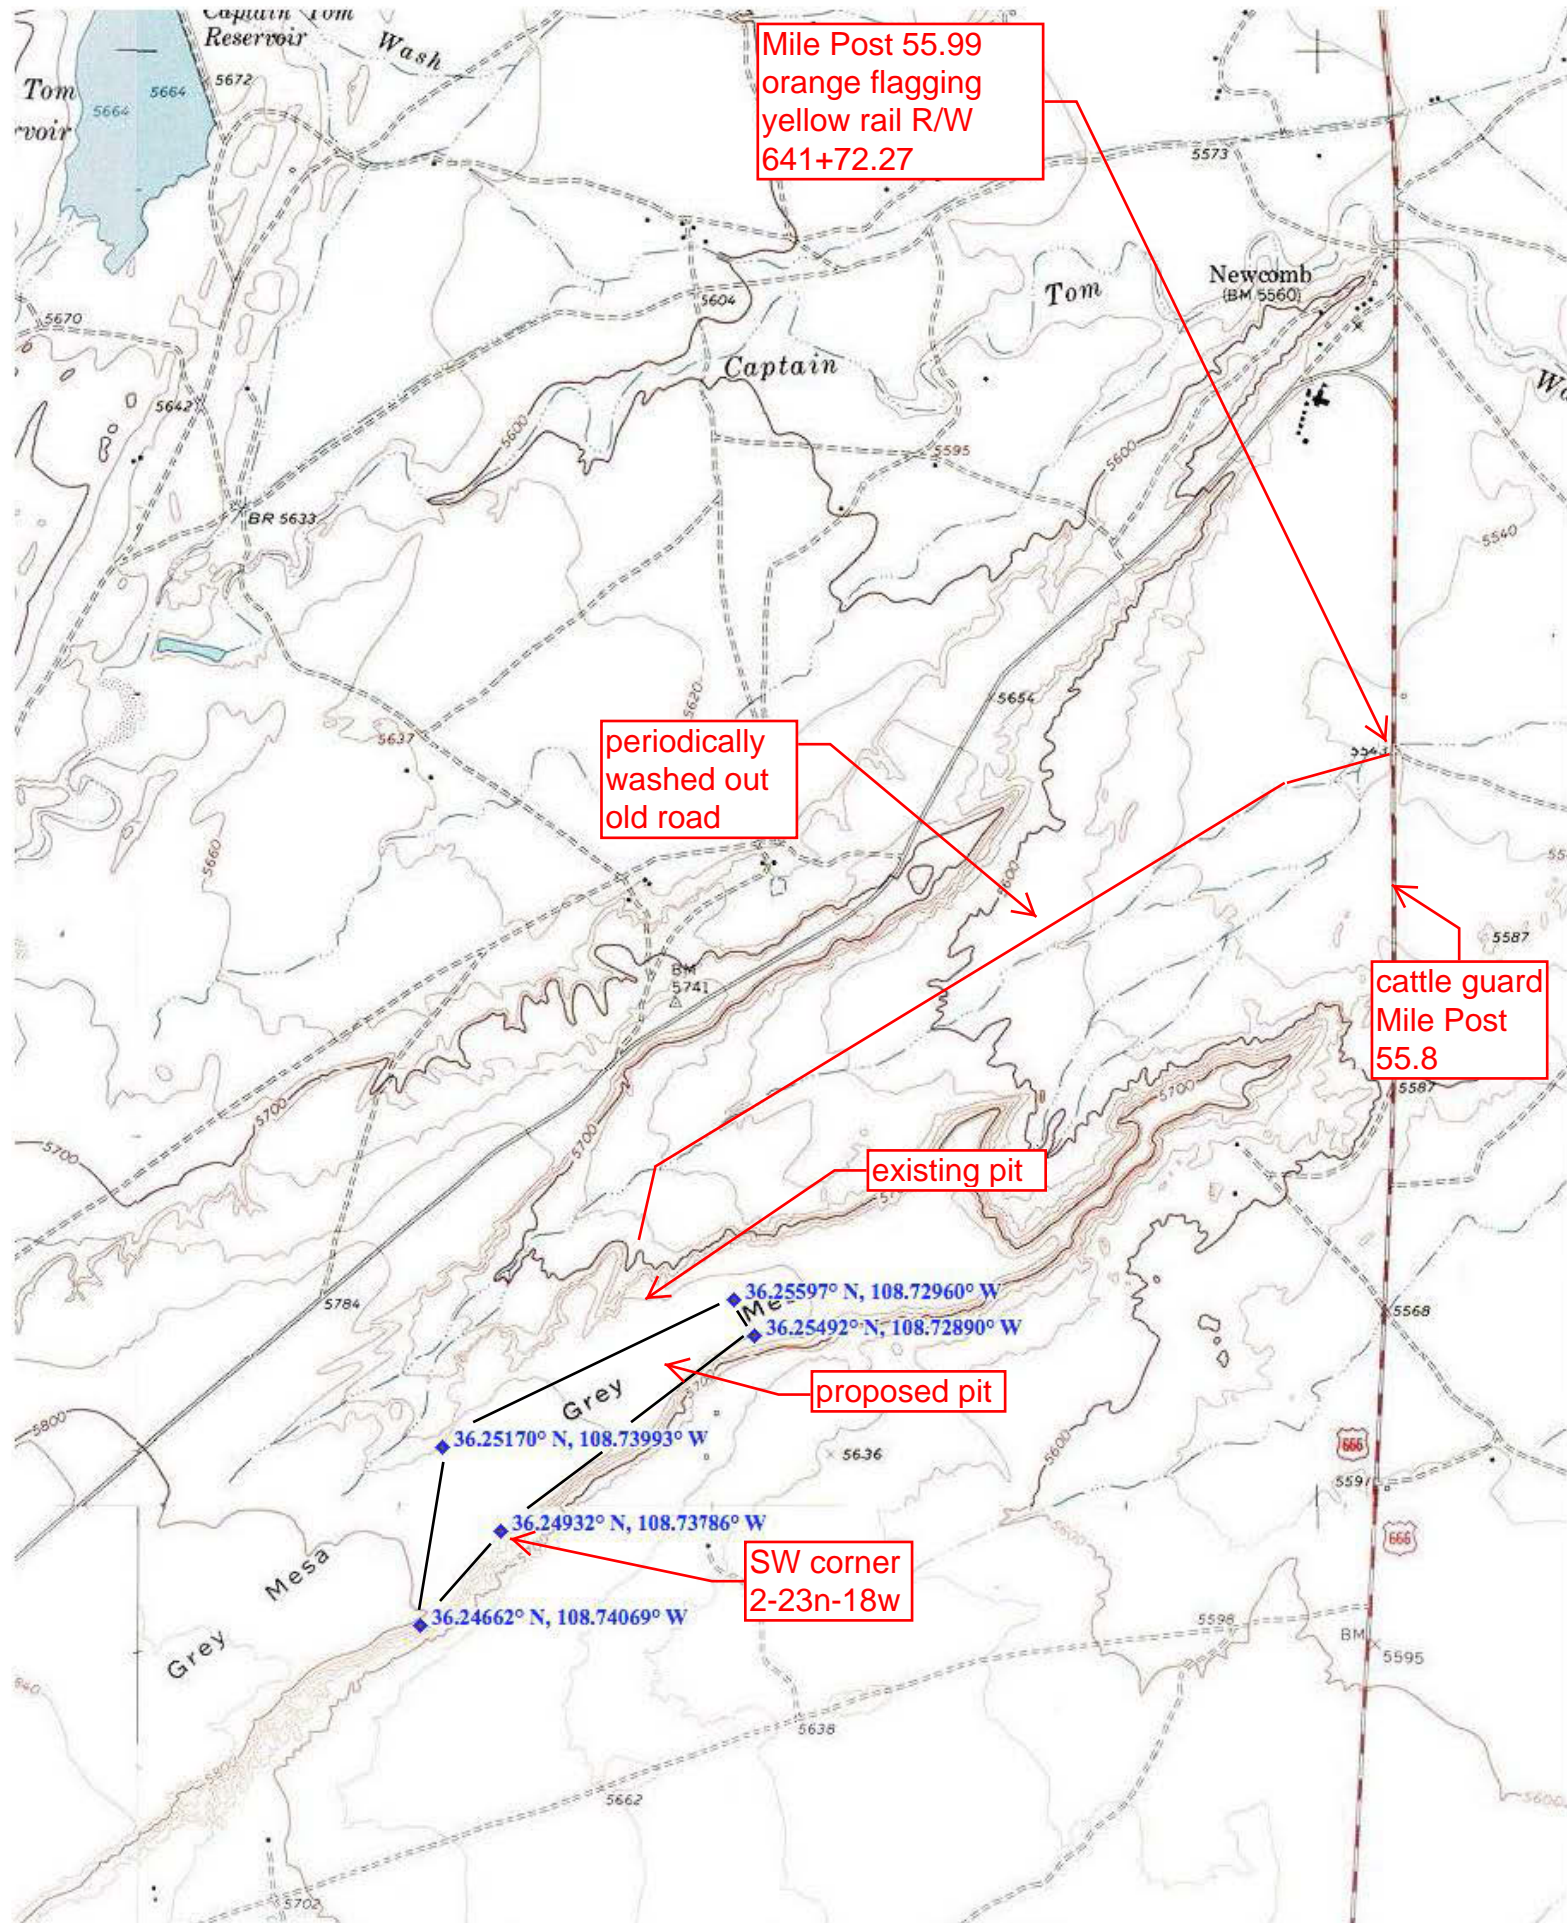 Captain Tom
Reservoir
Wash
Tom
rvoir
5664
5664
5672
Mile Post 55.99
orange flagging
yellow rail R/W
641+72.27
5573
Newcomb
(BM 5560)
Tom
5670
5604
Captain
5642
5600
5595
5600
BR 5633
5540
5620
5654
5637
periodically
washed out
old road
5543
5660
5600
5587
BM
5741
cattle guard
Mile Post
55.8
5587
5700
5700
5700
5700
existing pit
5784
36.25597° N, 108.72960° W
36.25492° N, 108.72890° W
5568
proposed pit
Grey
5800
36.25170° N, 108.73993° W
5636
5600
666
5591
36.24932° N, 108.73786° W
666
SW corner
2-23n-18w
Mesa
36.24662° N, 108.74069° W
Grey
5598
BM
5595
5638
5662
5600
5702